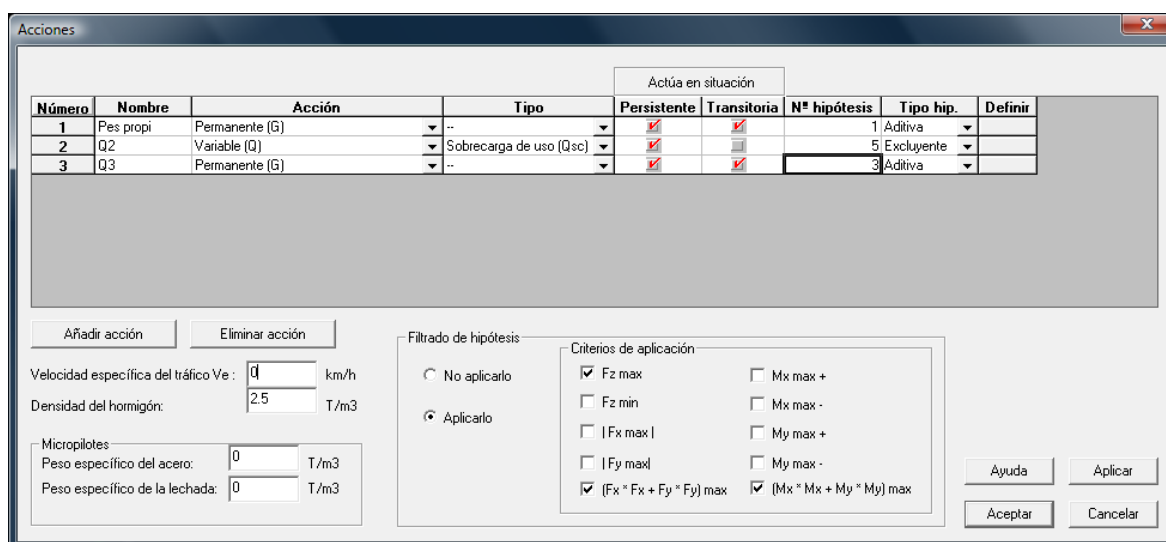 Acciones
Actúa en situación
Número Nombre Acción Tipo Persistente Transitoria Nª hipótesis Tipo hip. Definir
1 Pes propi Permanente (G) -- 1 Aditiva
2 Q2 Variable (Q) Sobrecarga de uso (Qsc) 5 Excluyente
3 Q3 Permanente (G) -- 3 Aditiva
Añadir acción Eliminar acción
Velocidad específica del tráfico Ve : 0 km/h
Densidad del hormigón: 2.5 T/m3
Micropilotes
Peso específico del acero: 0 T/m3
Peso específico de la lechada: 0 T/m3
Filtrado de hipótesis
No aplicarlo
Aplicarlo
Criterios de aplicación
Fz max Mx max +
Fz min Mx max -
| Fx max | My max +
| Fy max| My max -
(Fx * Fx + Fy * Fy) max (Mx * Mx + My * My) max
Ayuda Aplicar
Aceptar Cancelar